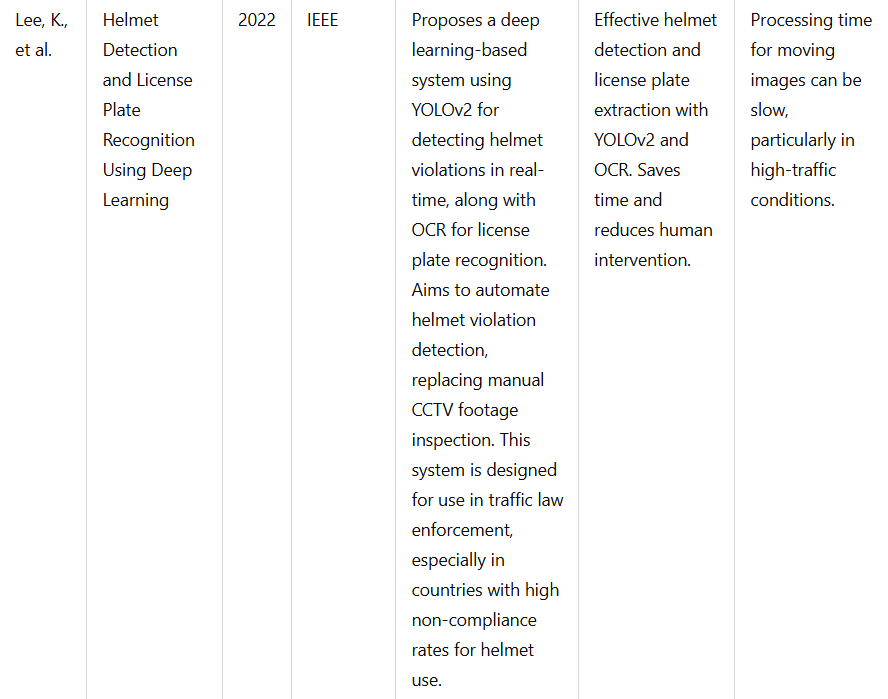 Lee, K.,
et al.
Helmet
Detection
and License
Plate
Recognition
Using Deep
Learning
2022
IEEE
Proposes a deep
learning-based
system using
YOLOv2 for
detecting helmet
violations in real-
time, along with
OCR for license
plate recognition.
Aims to automate
helmet violation
detection,
replacing manual
CCTV footage
inspection. This
system is designed
for use in traffic law
enforcement,
especially in
countries with high
non-compliance
rates for helmet
use.
Effective helmet
detection and
license plate
extraction with
YOLOv2 and
OCR. Saves
time and
reduces human
intervention.
Processing time
for moving
images can be
slow,
particularly in
high-traffic
conditions.